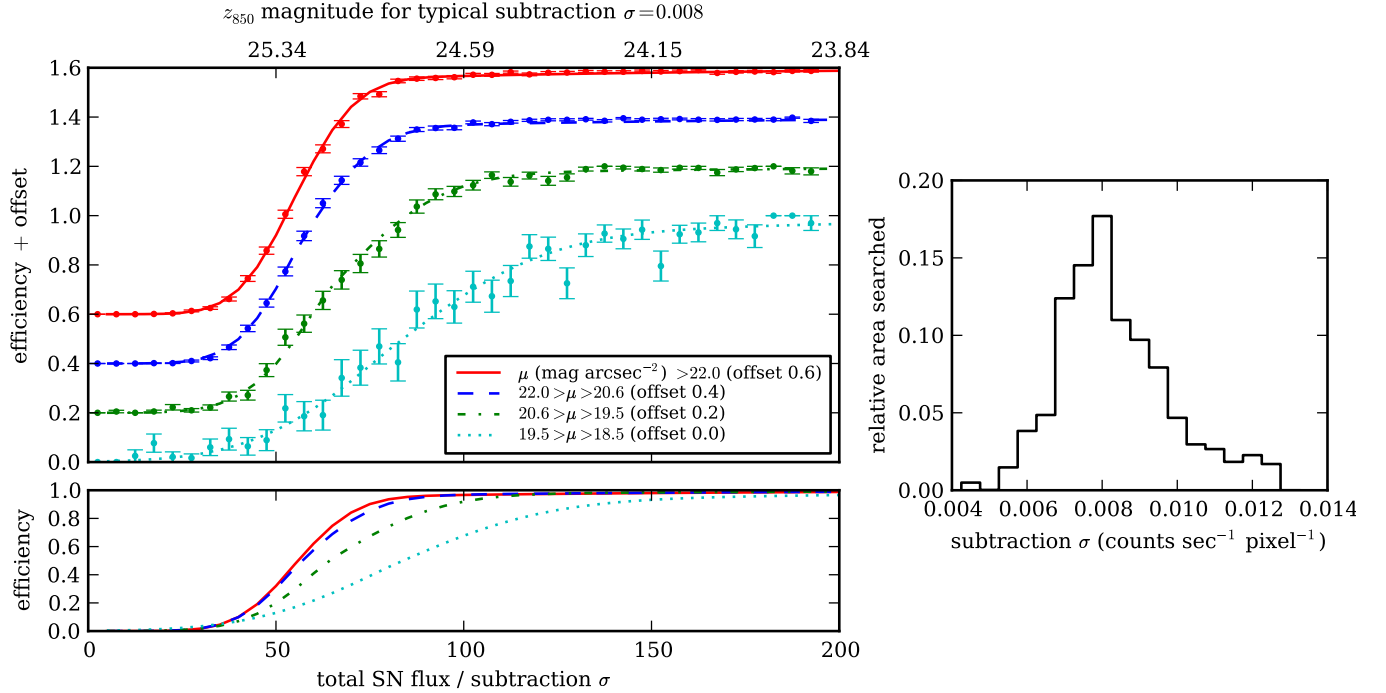 z850 magnitude for typical subtraction σ=0.008
25.34 24.59 24.15 23.84
1.6
1.4
1.2
1.0
0.8
0.6
0.4
0.2
0.0
efficiency + offset
μ (mag arcsec⁻²) >22.0 (offset 0.6)
22.0>μ>20.6 (offset 0.4)
20.6>μ>19.5 (offset 0.2)
19.5>μ>18.5 (offset 0.0)
1.0
0.8
0.6
0.4
0.2
0.0
efficiency
0 50 100 150 200
total SN flux / subtraction σ
0.20
0.15
0.10
0.05
0.00
relative area searched
0.004 0.006 0.008 0.010 0.012 0.014
subtraction σ (counts sec⁻¹ pixel⁻¹)